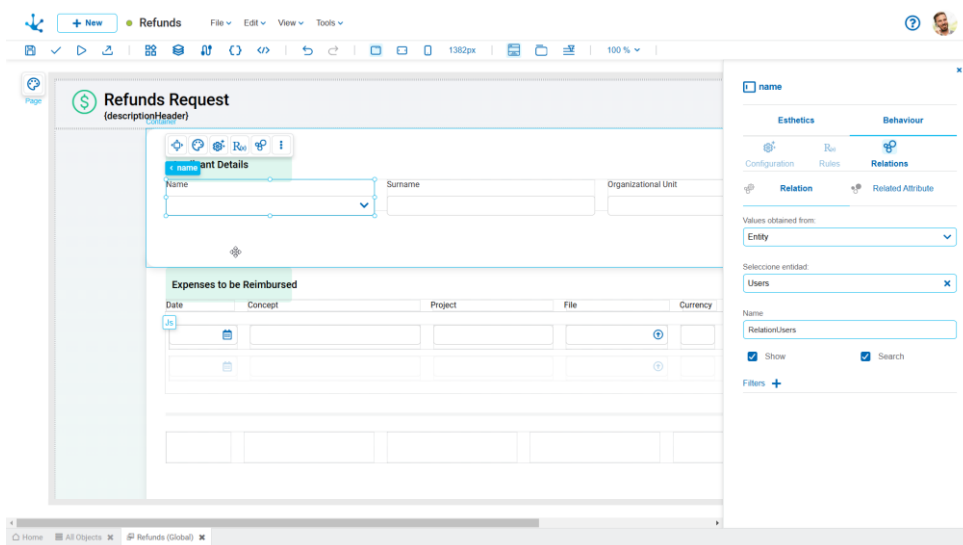 + New
Refunds
File
Edit
View
Tools
1382px
100 %
Page
Refunds Request
{descriptionHeader}
Container
ant Details
name
Name
Surname
Organizational Unit
Expenses to be Reimbursed
Date
Concept
Project
File
Currency
Js
name
Esthetics
Behaviour
Configuration
Rules
Relations
Relation
Related Attribute
Values obtained from:
Entity
Seleccione entidad:
Users
Name
RelationUsers
Show
Search
Filters +
Home
All Objects
Refunds (Global)